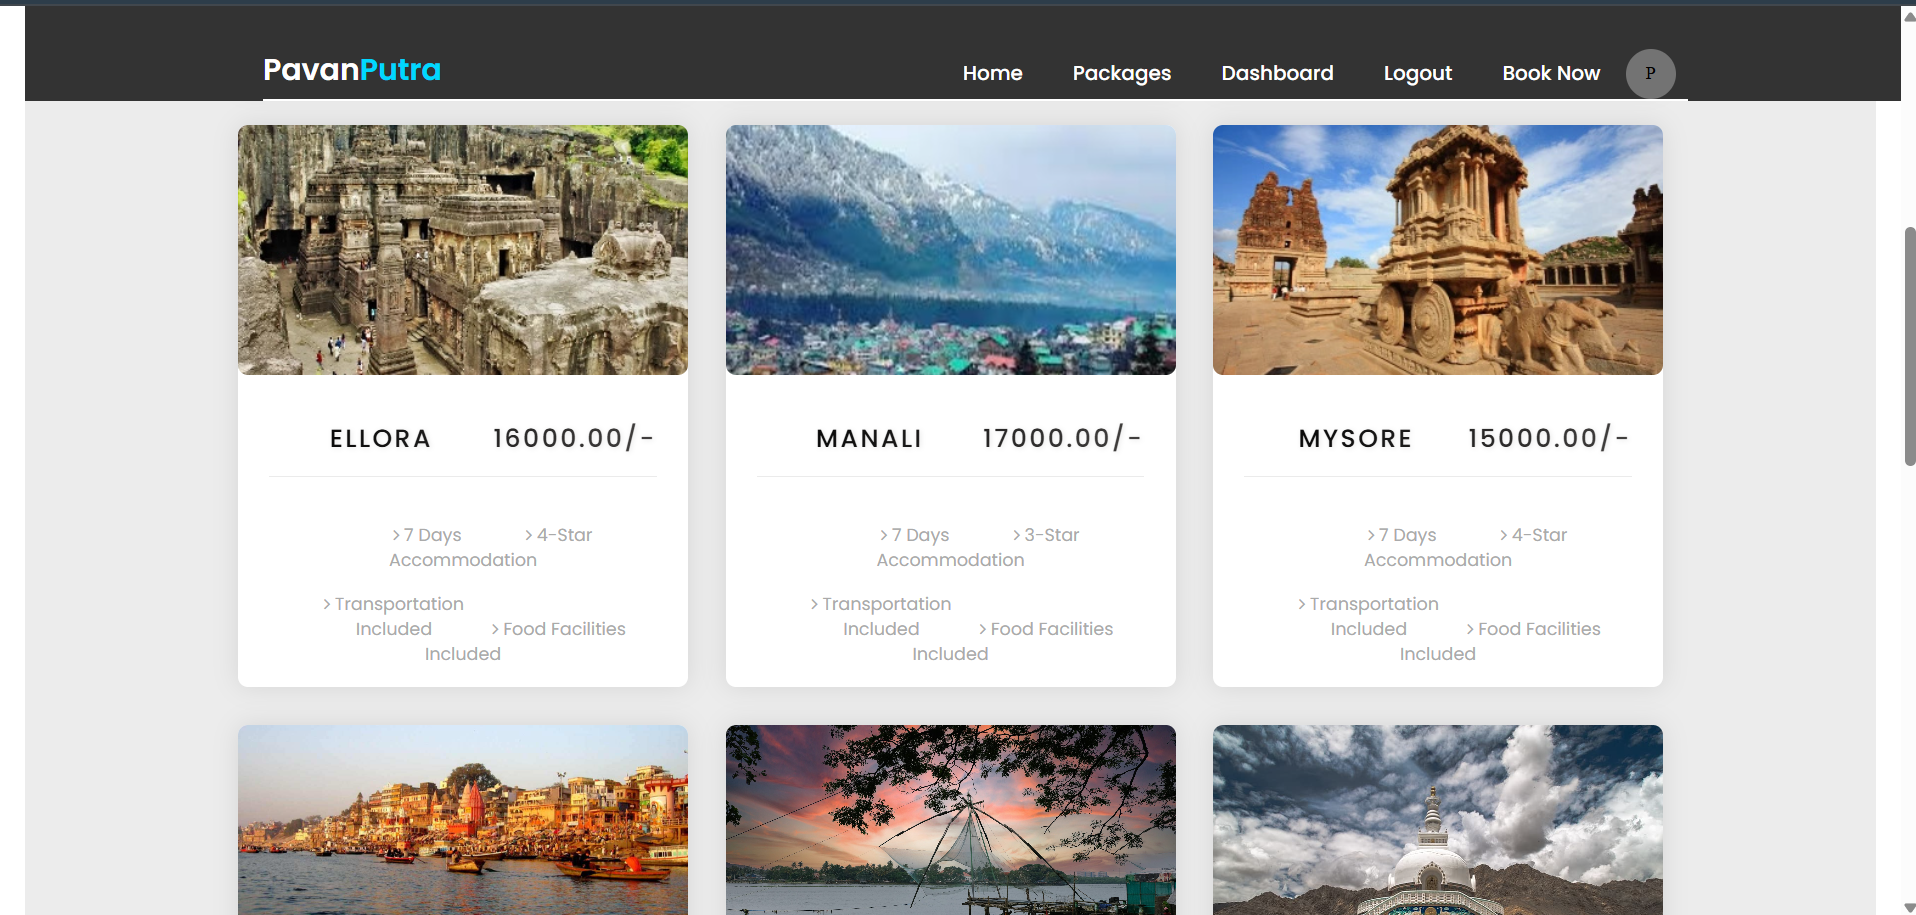 PavanPutra
Home Packages Dashboard Logout Book Now P
ELLORA 16000.00/-
> 7 Days > 4-Star
Accommodation
> Transportation
Included > Food Facilities
Included
MANALI 17000.00/-
> 7 Days > 3-Star
Accommodation
> Transportation
Included > Food Facilities
Included
MYSORE 15000.00/-
> 7 Days > 4-Star
Accommodation
> Transportation
Included > Food Facilities
Included